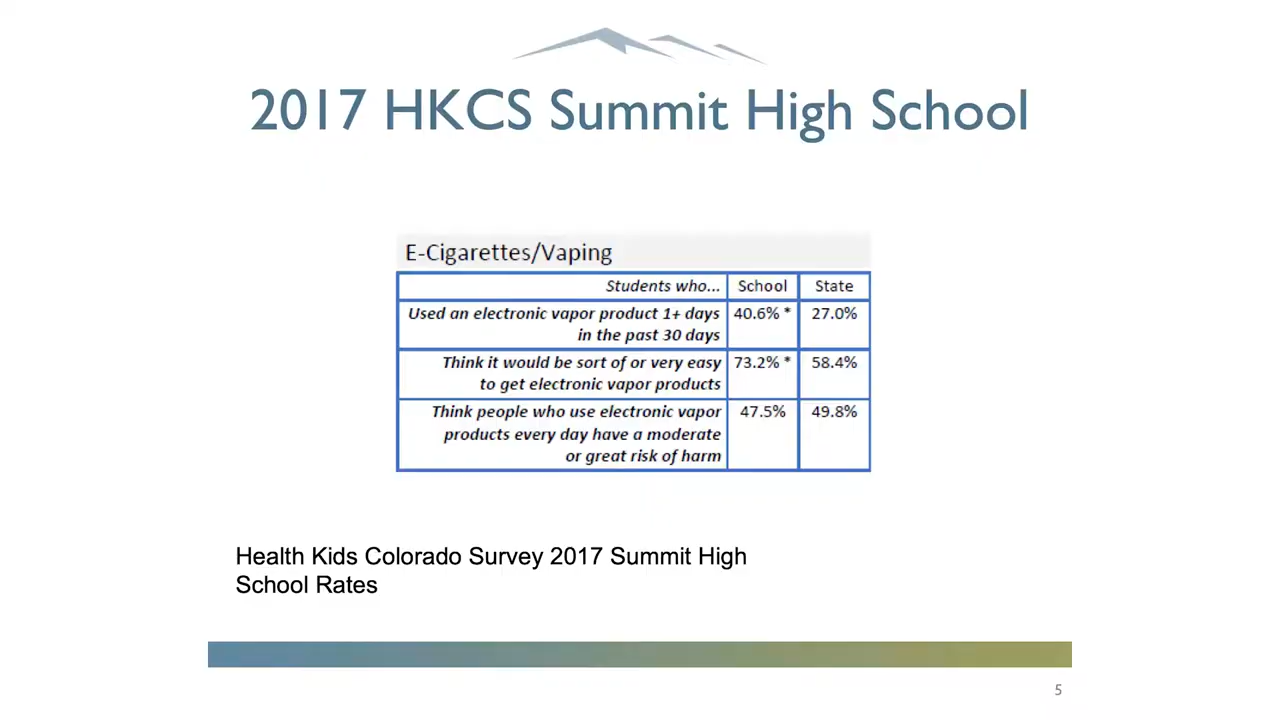 2017 HKCS Summit High School
E-Cigarettes/Vaping
Students who... School State
Used an electronic vapor product 1+ days 40.6% * 27.0%
in the past 30 days
Think it would be sort of or very easy 73.2% * 58.4%
to get electronic vapor products
Think people who use electronic vapor 47.5% 49.8%
products every day have a moderate
or great risk of harm
Health Kids Colorado Survey 2017 Summit High
School Rates
5